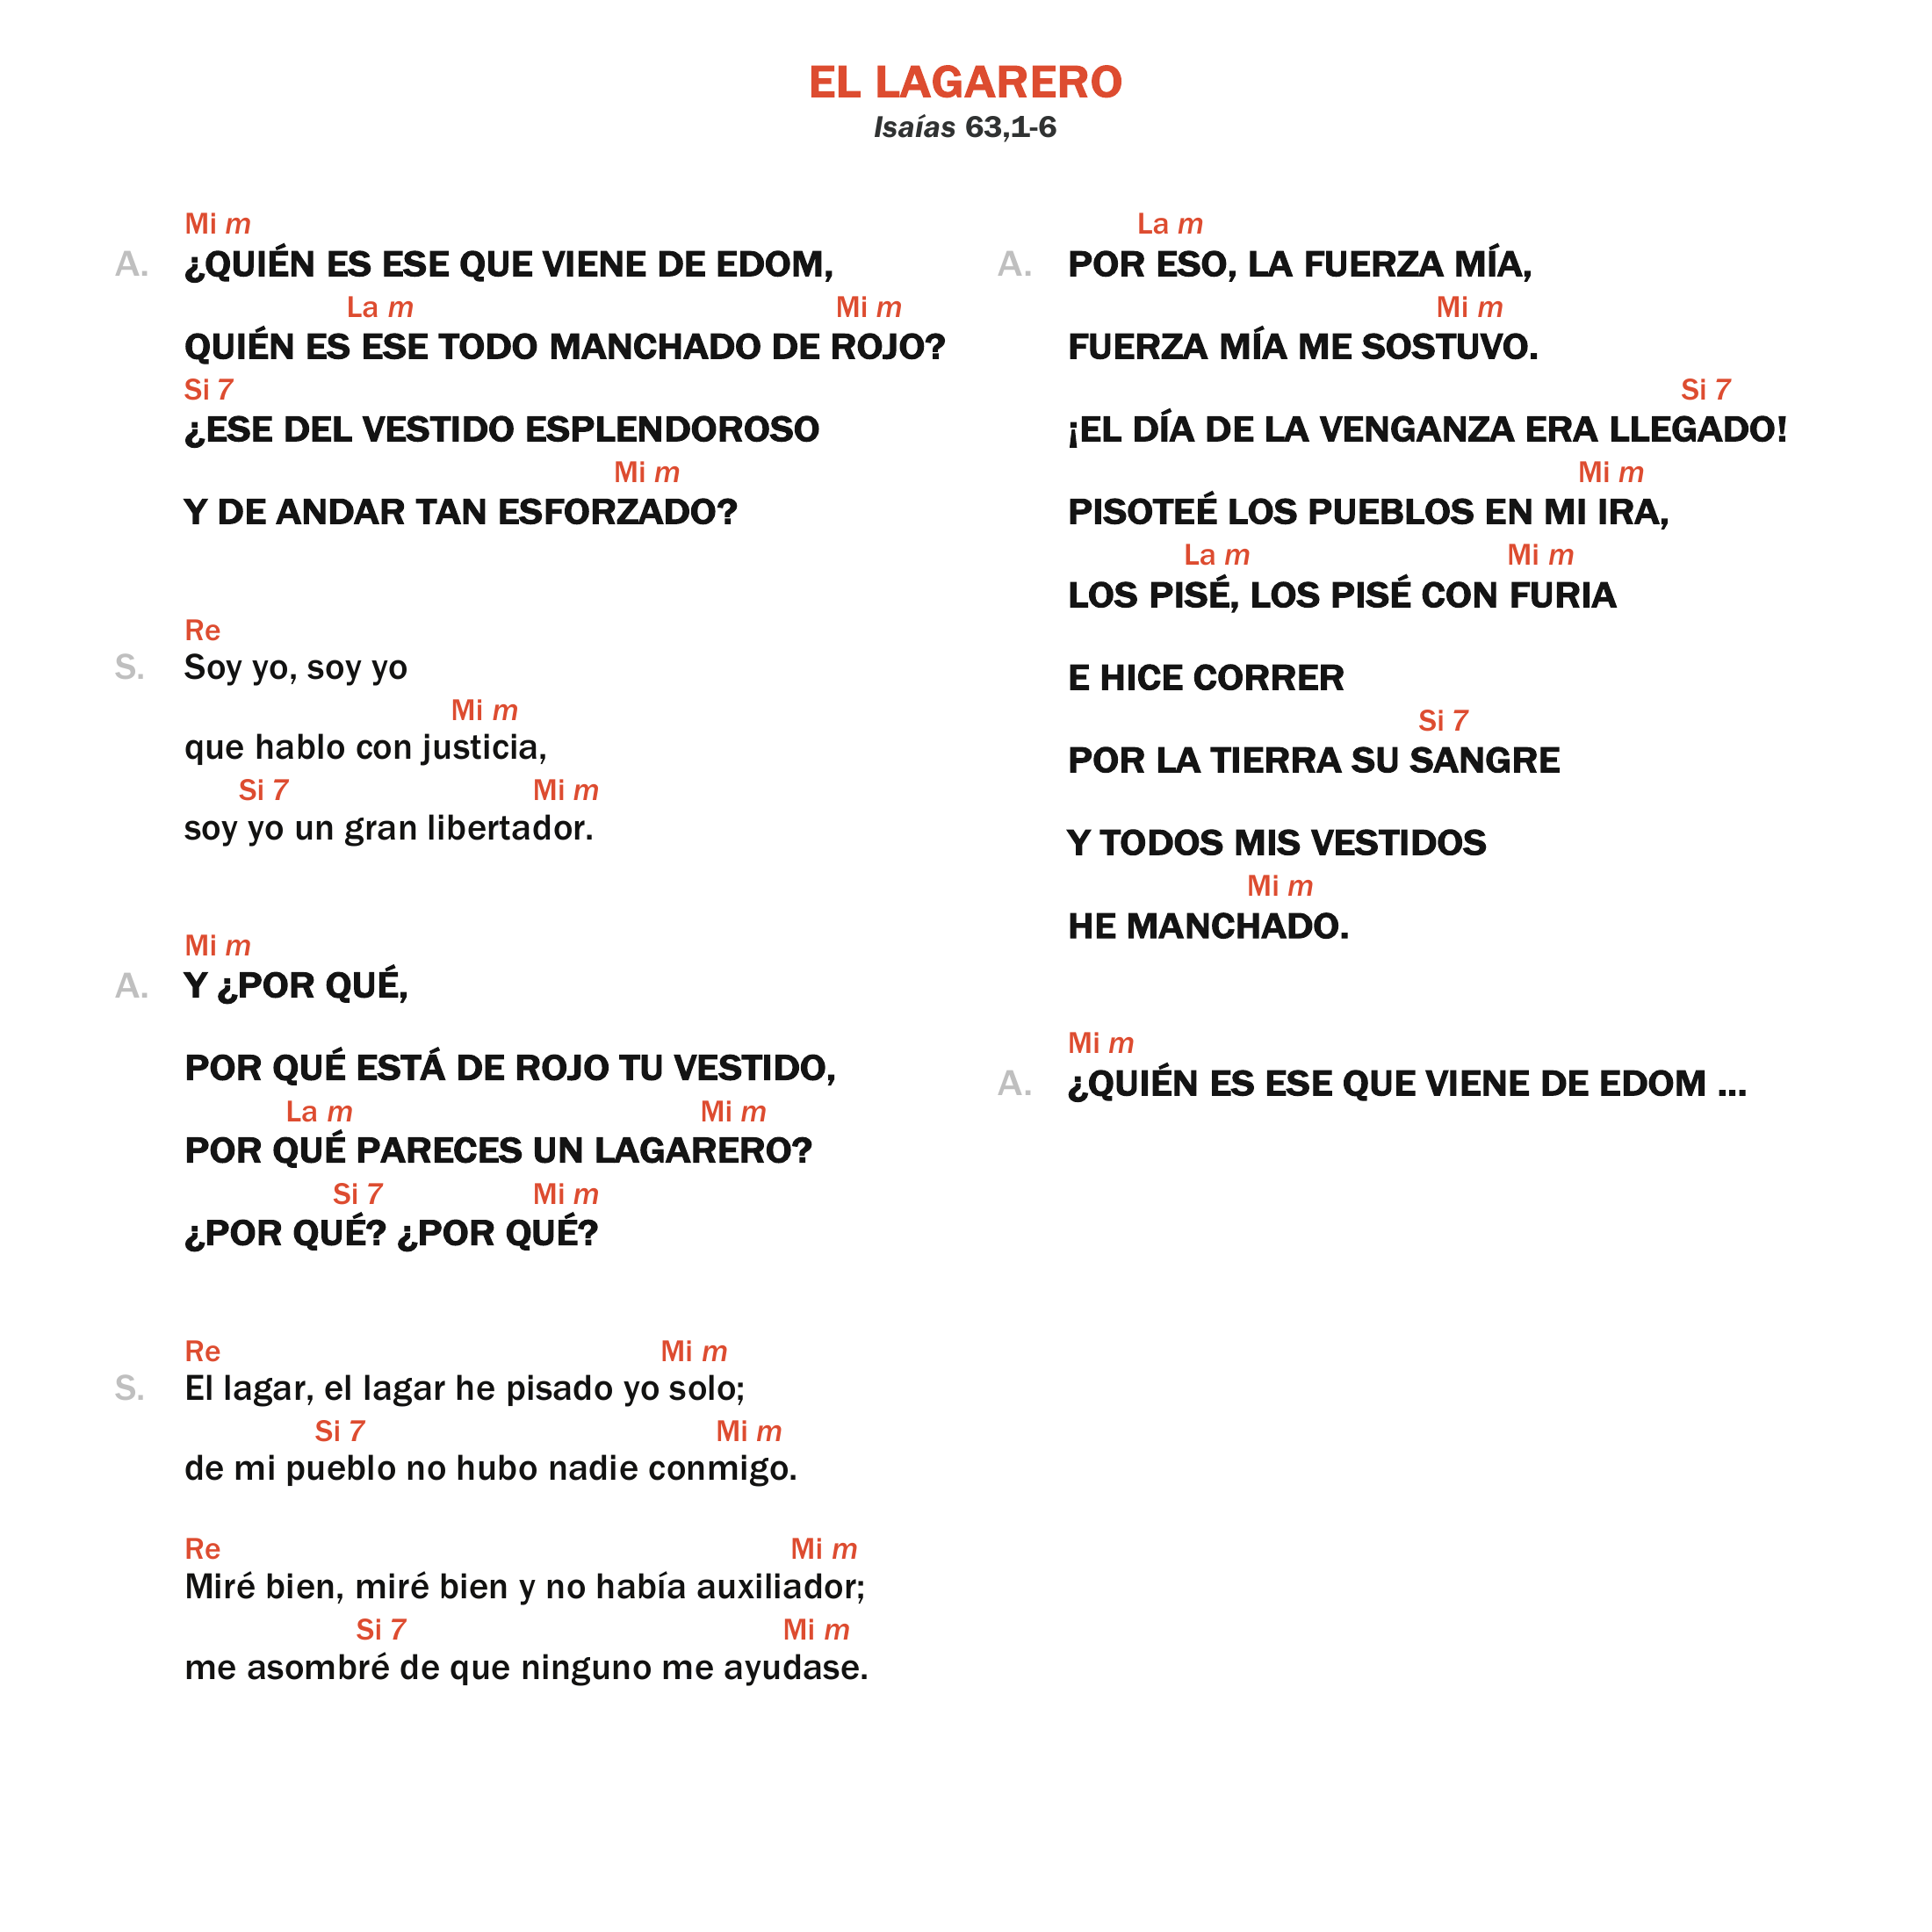 EL LAGARERO
Isaías 63,1-6
Mi m
A. ¿QUIÉN ES ESE QUE VIENE DE EDOM,
La m Mi m
QUIÉN ES ESE TODO MANCHADO DE ROJO?
Si 7
¿ESE DEL VESTIDO ESPLENDOROSO
Mi m
Y DE ANDAR TAN ESFORZADO?
Re
S. Soy yo, soy yo
Mi m
que hablo con justicia,
Si 7 Mi m
soy yo un gran libertador.
Mi m
A. Y ¿POR QUÉ,
POR QUÉ ESTÁ DE ROJO TU VESTIDO,
La m Mi m
POR QUÉ PARECES UN LAGARERO?
Si 7 Mi m
¿POR QUÉ? ¿POR QUÉ?
Re Mi m
S. El lagar, el lagar he pisado yo solo;
Si 7 Mi m
de mi pueblo no hubo nadie conmigo.
Re Mi m
Miré bien, miré bien y no había auxiliador;
Si 7 Mi m
me asombré de que ninguno me ayudase.
La m
A. POR ESO, LA FUERZA MÍA,
Mi m
FUERZA MÍA ME SOSTUVO.
Si 7
¡EL DÍA DE LA VENGANZA ERA LLEGADO!
Mi m
PISOTEÉ LOS PUEBLOS EN MI IRA,
La m Mi m
LOS PISÉ, LOS PISÉ CON FURIA
E HICE CORRER
Si 7
POR LA TIERRA SU SANGRE
Y TODOS MIS VESTIDOS
Mi m
HE MANCHADO.
Mi m
A. ¿QUIÉN ES ESE QUE VIENE DE EDOM ...